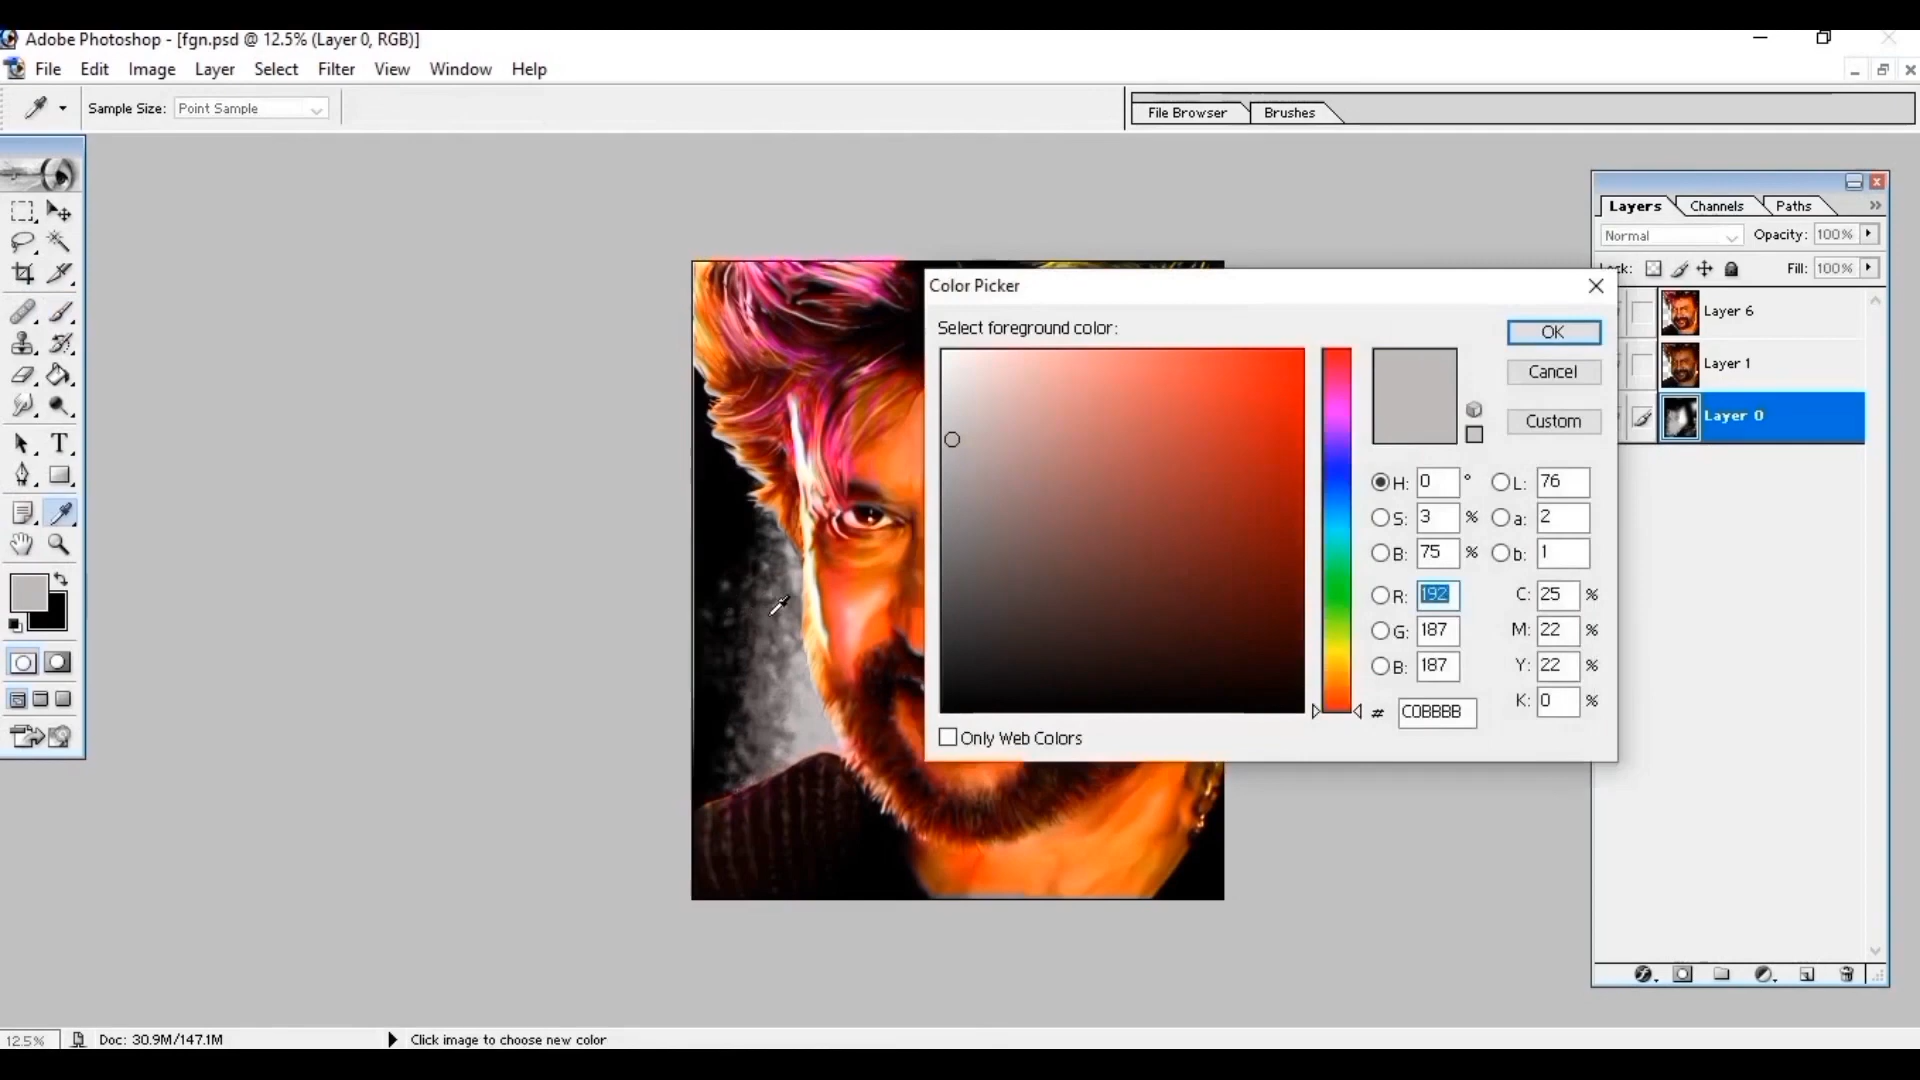 Adobe Photoshop - [fgn.psd @ 12.5% (Layer 0, RGB)]
File Edit Image Layer Select Filter View Window Help
Sample Size: Point Sample
File Browser Brushes
Layers Channels Paths
Normal Opacity: 100%
Lock: Fill: 100%
Layer 6
Layer 1
Layer 0
Color Picker
Select foreground color:
OK
Cancel
Custom
H: 0 ° L: 76
S: 3 % a: 2
B: 75 % b: 1
R: 192 C: 25 %
G: 187 M: 22 %
B: 187 Y: 22 %
K: 0 %
# C0BBBB
Only Web Colors
T
12.5% Doc: 30.9M/147.1M Click image to choose new color